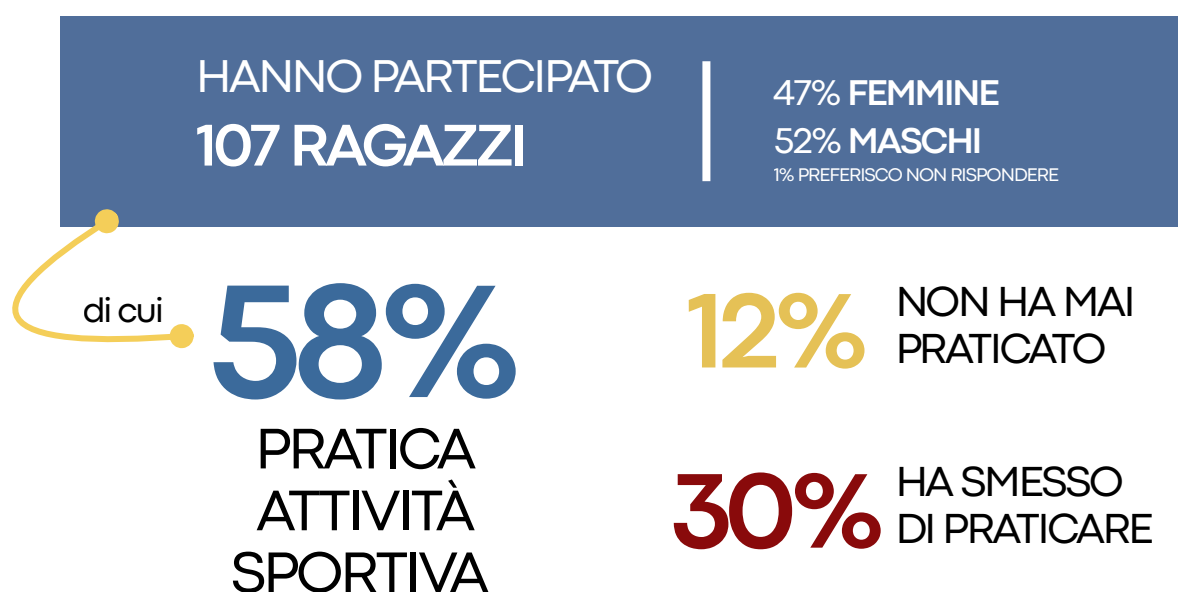 HANNO PARTECIPATO
107 RAGAZZI
47% FEMMINE
52% MASCHI
1% PREFERISCO NON RISPONDERE
di cui
58%
PRATICA
ATTIVITÀ
SPORTIVA
12%
NON HA MAI
PRATICATO
30%
HA SMESSO
DI PRATICARE